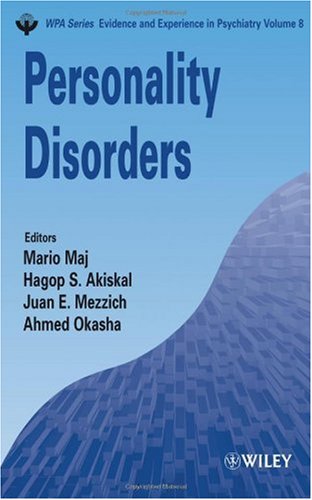 WPA Series Evidence and Experience in Psychiatry Volume 8
Personality
Disorders
Editors
Mario Maj
Hagop S. Akiskal
Juan E. Mezzich
Ahmed Okasha
WILEY